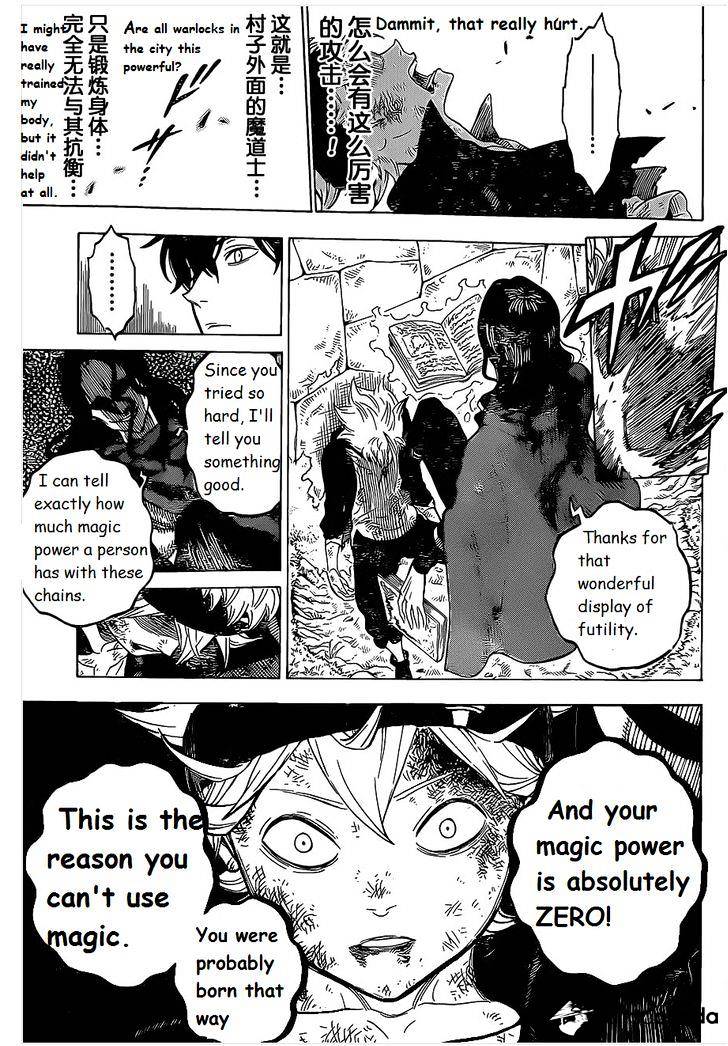 Dammit, that really hurt.
怎么会有这么厉害
的攻击……！
…………
这就是…
村子外面的魔道士…
Are all warlocks in
the city this
powerful?
只是锻炼身体…
完全无法与其抗衡…
I might
have
really
trained
my
body,
but it
didn't
help
at all.
Thanks for
that
wonderful
display of
futility.
………
Since you
tried so
hard, I'll
tell you
something
good.
I can tell
exactly how
much magic
power a person
has with these
chains.
And your
magic power
is absolutely
ZERO!
This is the
reason you
can't use
magic.
You were
probably
born that
way